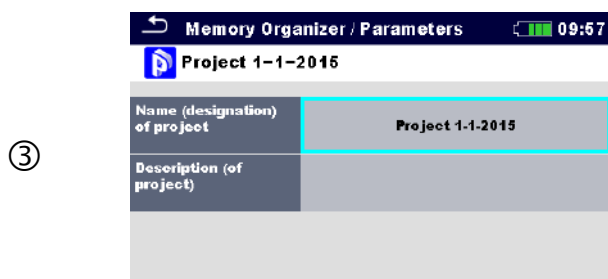 Memory Organizer / Parameters 09:57
Project 1-1-2015
Name (designation)
of project
Project 1-1-2015
③
Description (of
project)